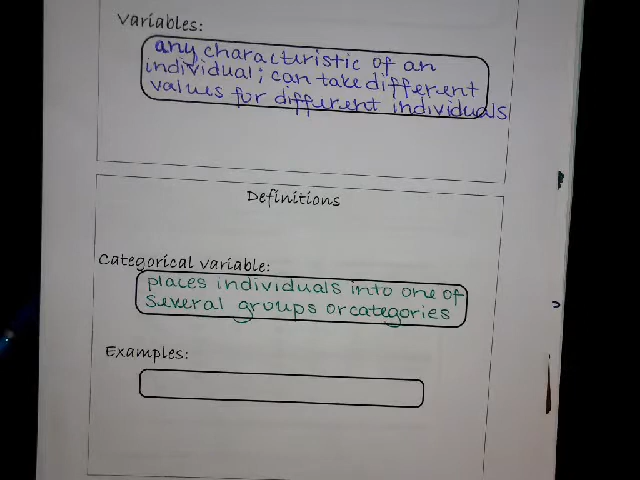 Variables:
any characteristic of an
individual; can take different
values for different individuals
Definitions
Categorical variable:
places individuals into one of
several groups or categories
Examples: